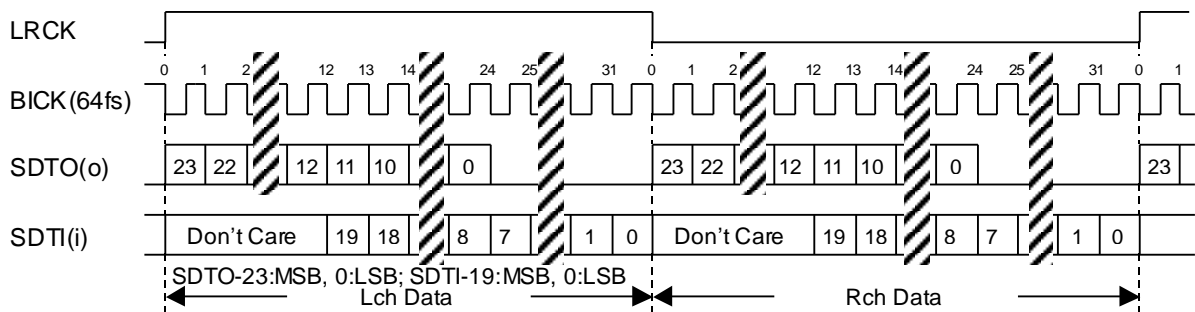 LRCK
0 1 2 12 13 14 24 25 31 0 1 2 12 13 14 24 25 31 0 1
BICK(64fs)
SDTO(o) 23 22 12 11 10 0 23 22 12 11 10 0 23
SDTI(i) Don't Care 19 18 8 7 1 0 Don't Care 19 18 8 7 1 0
SDTO-23:MSB, 0:LSB; SDTI-19:MSB, 0:LSB
Lch Data Rch Data